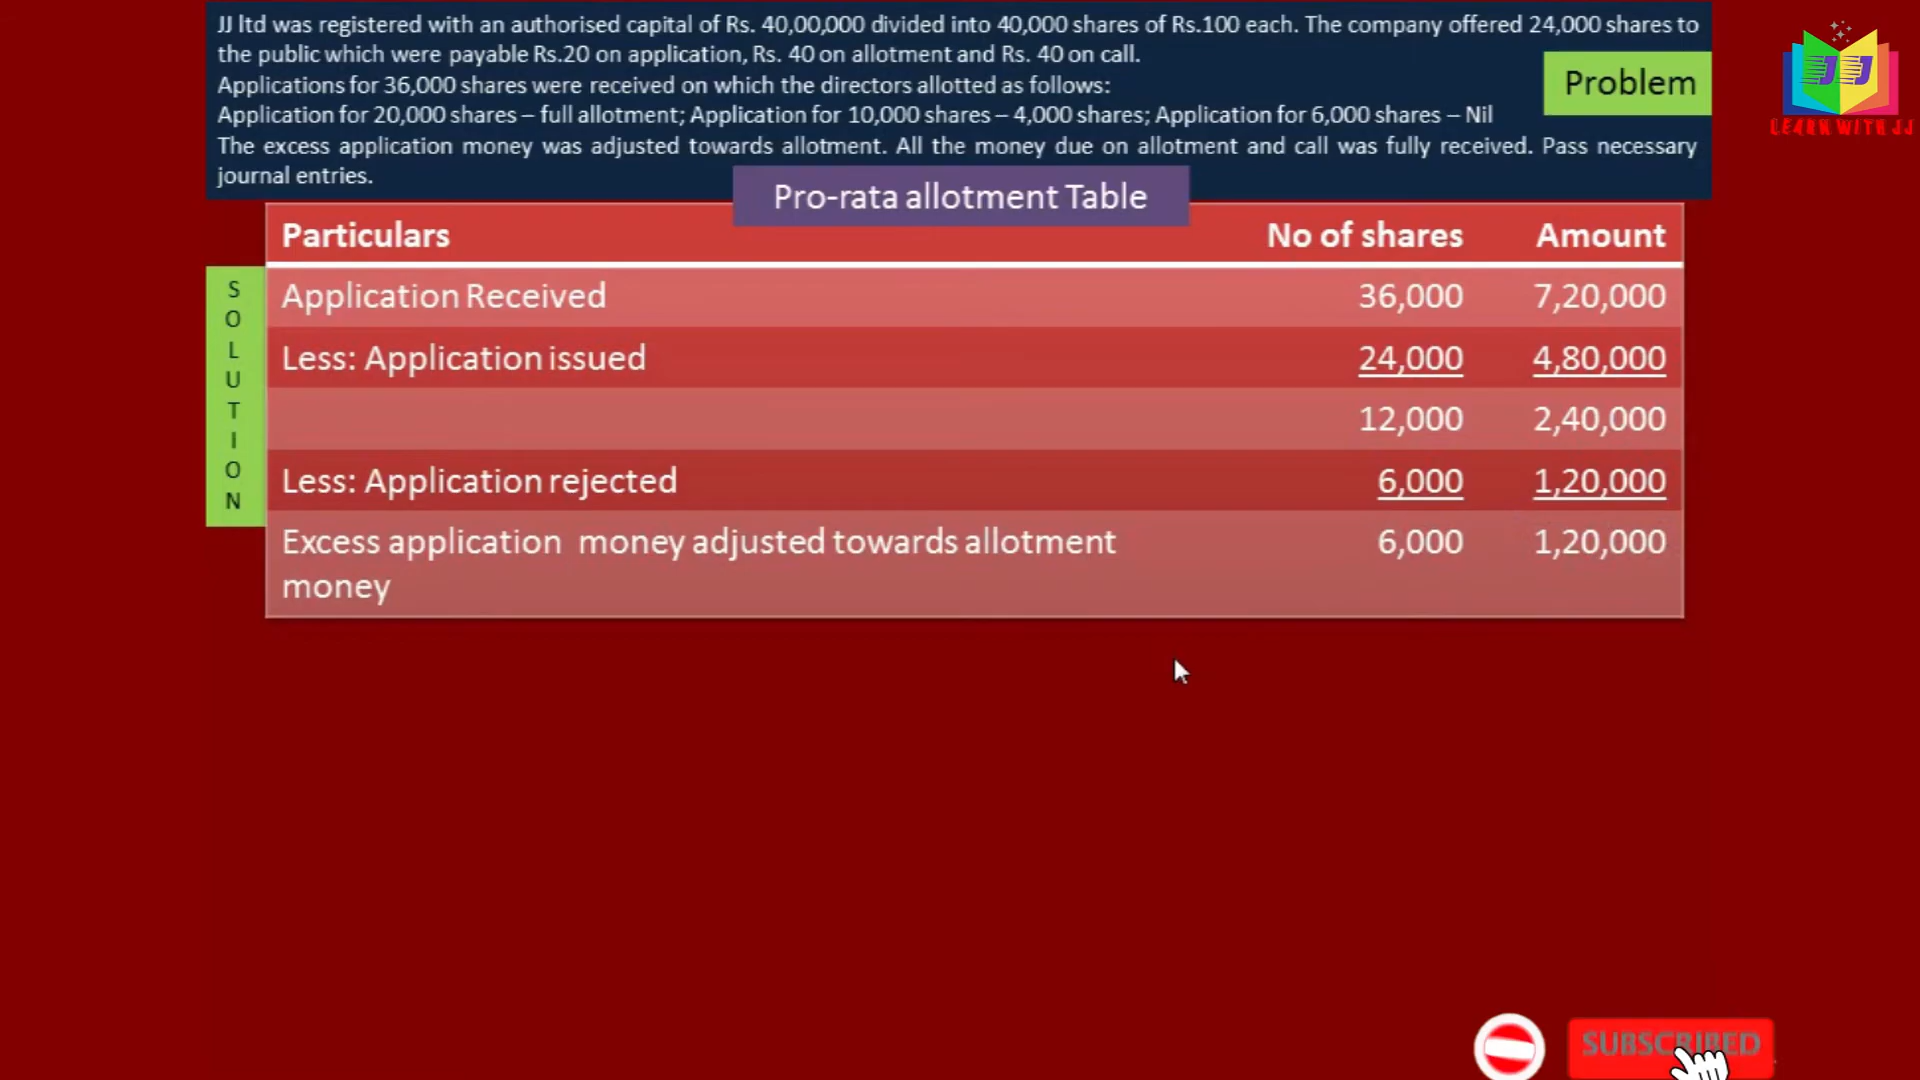 JJ ltd was registered with an authorised capital of Rs. 40,00,000 divided into 40,000 shares of Rs.100 each. The company offered 24,000 shares to
the public which were payable Rs.20 on application, Rs. 40 on allotment and Rs. 40 on call.
Applications for 36,000 shares were received on which the directors allotted as follows:
Application for 20,000 shares – full allotment; Application for 10,000 shares – 4,000 shares; Application for 6,000 shares – Nil
The excess application money was adjusted towards allotment. All the money due on allotment and call was fully received. Pass necessary
journal entries.
Problem
JJ
LEARN WITH JJ
Pro-rata allotment Table
Particulars No of shares Amount
SOLUTION
Application Received 36,000 7,20,000
Less: Application issued 24,000 4,80,000
12,000 2,40,000
Less: Application rejected 6,000 1,20,000
Excess application money adjusted towards allotment 6,000 1,20,000
money
SUBSCRIBED